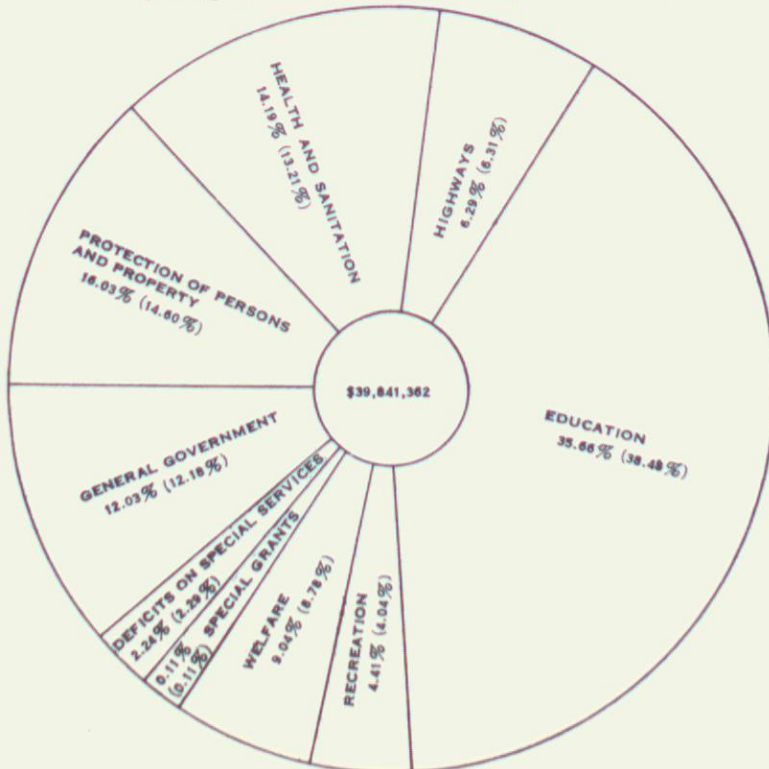 HEALTH AND SANITATION
14.19% (13.21%)
HIGHWAYS
6.29% (6.31%)
PROTECTION OF PERSONS
AND PROPERTY
16.03% (14.60%)
$39,841,362
EDUCATION
35.66% (38.48%)
GENERAL GOVERNMENT
12.03% (12.18%)
DEFICITS ON SPECIAL SERVICES
2.24% (2.29%)
SPECIAL GRANTS
0.11%
(0.11%)
WELFARE
9.04% (8.78%)
RECREATION
4.41% (4.04%)